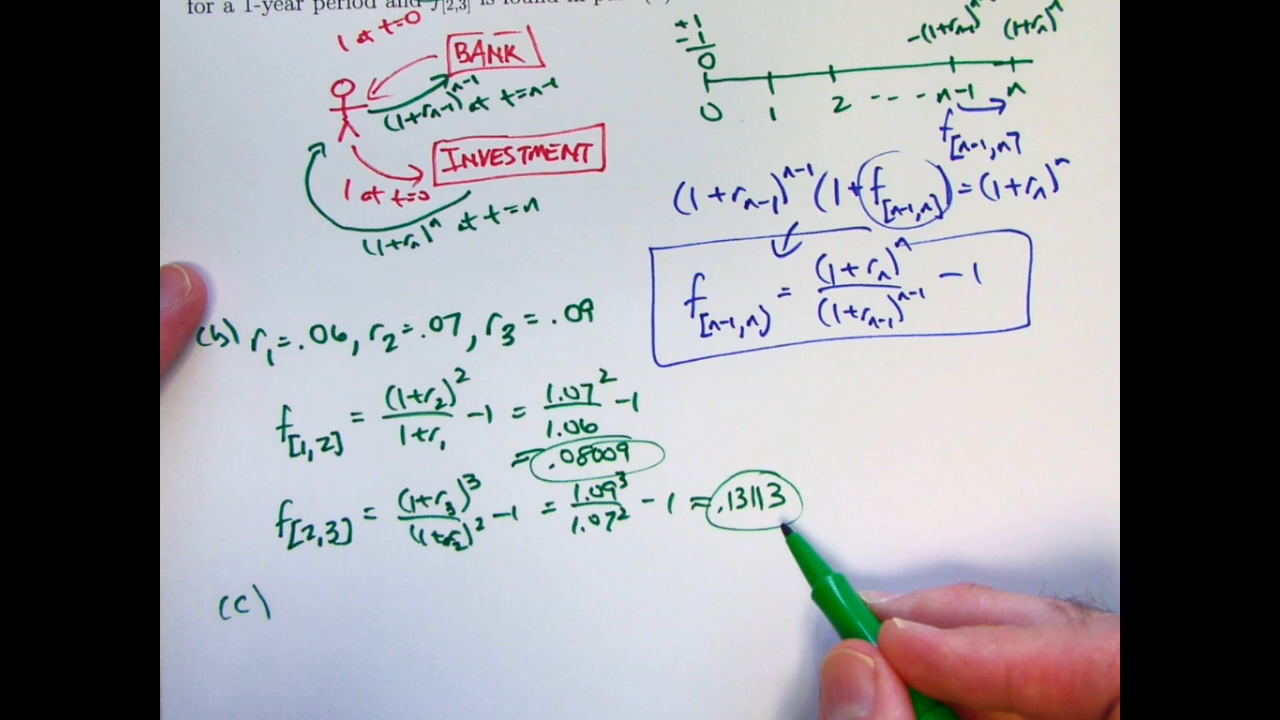 for a 1-year period and f[2,3] is found in
1 at t=0
BANK
(1+rn-1)^n-1 at t=n-1
INVESTMENT
1 at t=0
(1+rn)^n at t=n
+1
-1
0
-(1+rn-1)^n-1 (1+rn)^n
0 1 2 ---- n-1 n
f[n-1,n]
(1+rn-1)^n-1 (1+f[n-1,n]) = (1+rn)^n
f[n-1,n] = (1+rn)^n / (1+rn-1)^n-1 - 1
(b) r1=.06, r2=.07, r3=.09
f[1,2] = (1+r2)^2 / 1+r1 - 1 = 1.07^2 / 1.06 - 1
= .08009
f[2,3] = (1+r3)^3 / (1+r2)^2 - 1 = 1.09^3 / 1.07^2 - 1 ≈ .13113
(c)